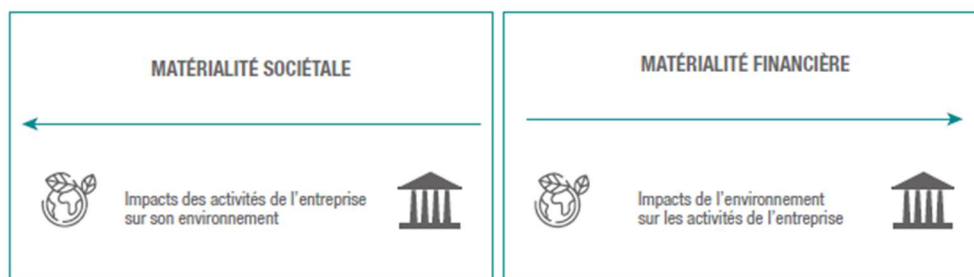 MATÉRIALITÉ SOCIÉTALE
Impacts des activités de l'entreprise
sur son environnement
MATÉRIALITÉ FINANCIÈRE
Impacts de l'environnement
sur les activités de l'entreprise